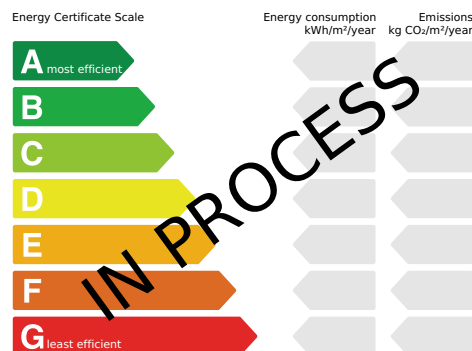 Energy Certificate Scale
Energy consumption
kWh/m²/year
Emissions
kg CO₂/m²/year
A most efficient
B
C
D
E
F
G least efficient
IN PROCESS